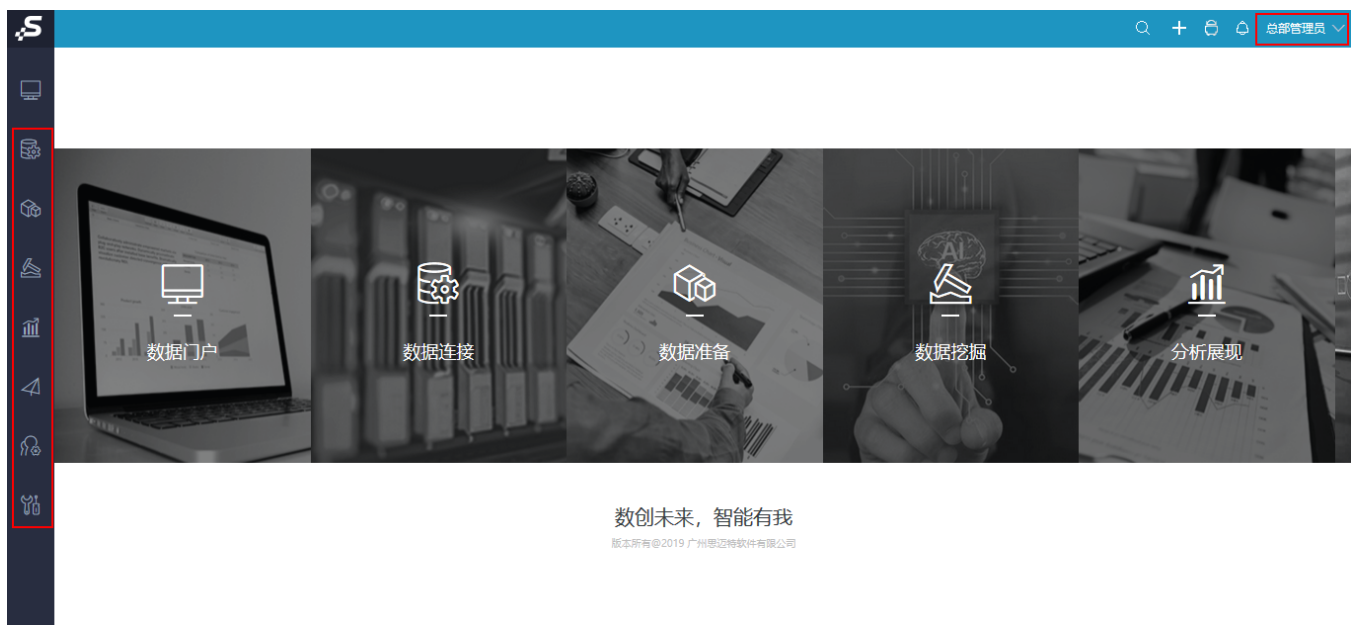 总部管理员
AI
数据门户
数据连接
数据准备
数据挖掘
分析展现
数创未来，智能有我
版本所有@2019 广州思迈特软件有限公司